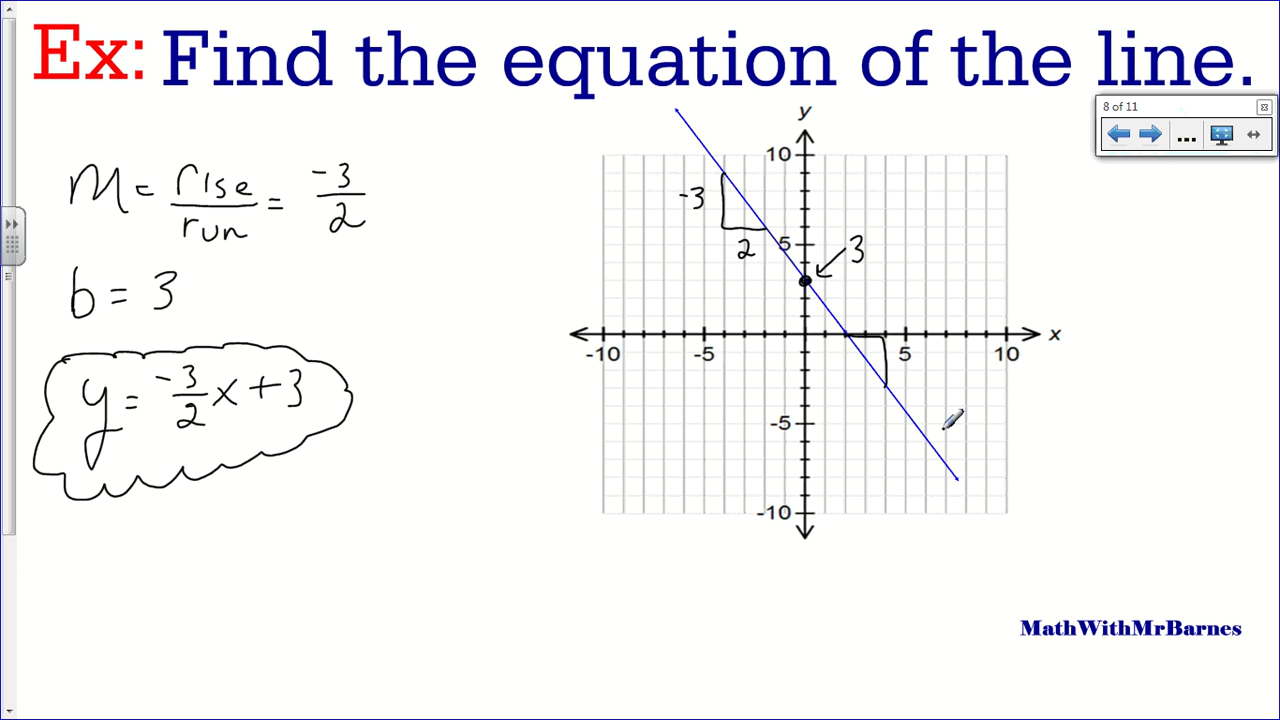 Ex: Find the equation of the line.
8 of 11
...
m = rise/run = -3/2
b = 3
y = -3/2 x + 3
y
10
-3
2
5
3
-10 -5 5 10 x
-5
-10
MathWithMrBarnes